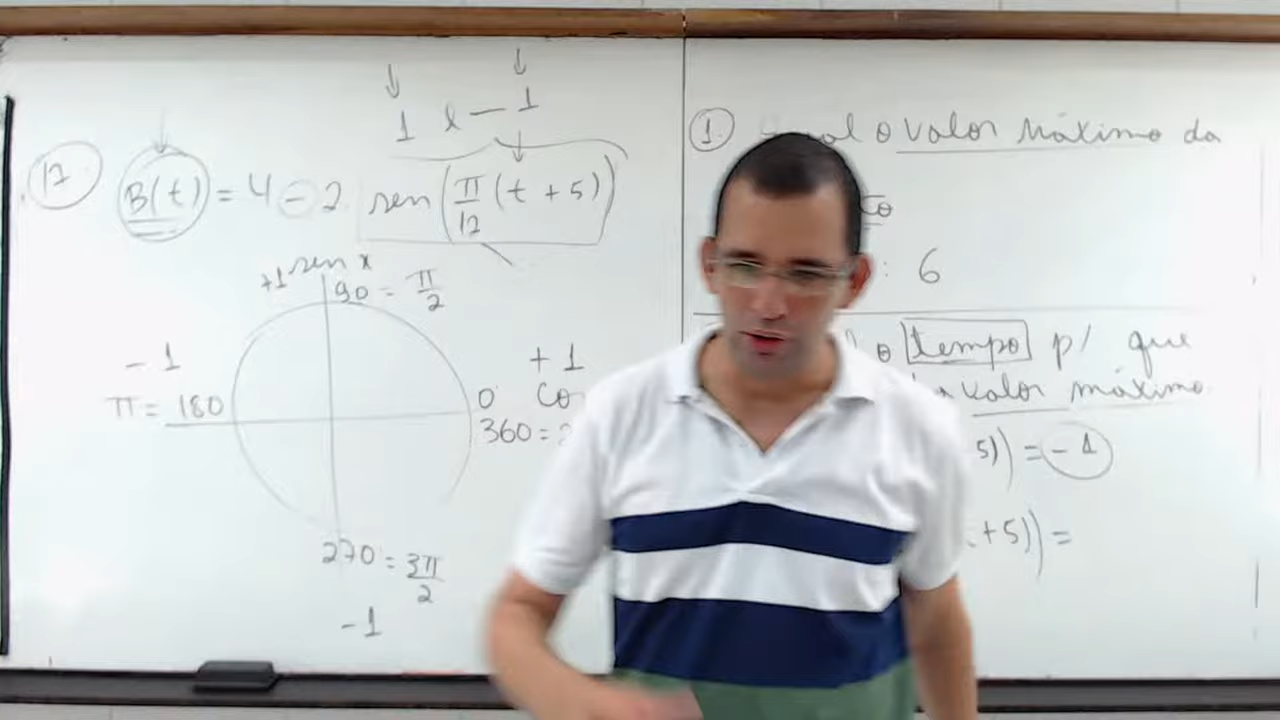 1 e -1
17 B(t) = 4 - 2 sen(π/12 (t + 5))
+1 sen x
90 = π/2
-1
π = 180
+1
0
360 =
270 = 3π/2
-1
1 o valor máximo da
: 6
o tempo p/ que
valor máximo
5)) = -1
+5)) =